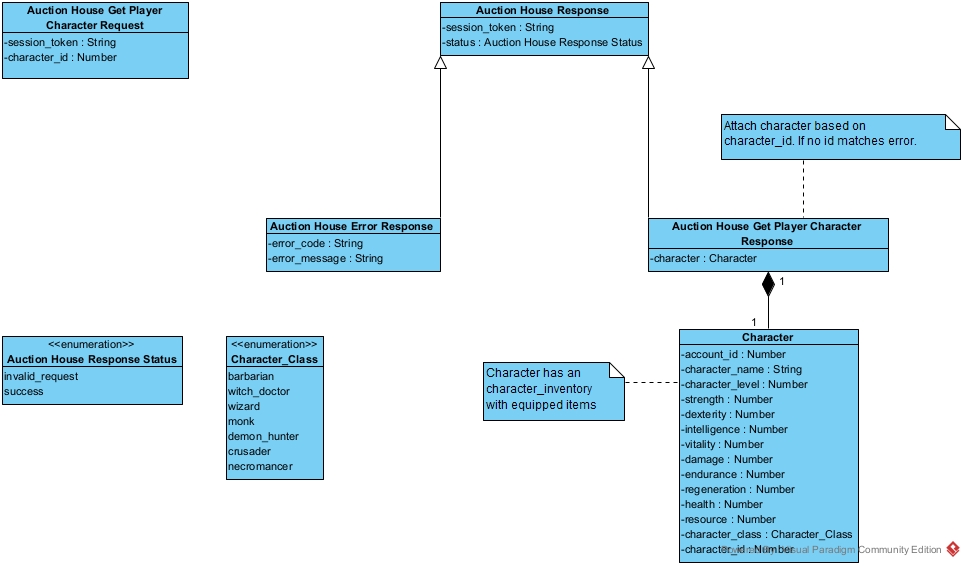 Auction House Get Player
Character Request
-session_token : String
-character_id : Number
Auction House Response
-session_token : String
-status : Auction House Response Status
Attach character based on
character_id. If no id matches error.
Auction House Error Response
-error_code : String
-error_message : String
Auction House Get Player Character
Response
-character : Character
1
1
<<enumeration>>
Auction House Response Status
invalid_request
success
<<enumeration>>
Character_Class
barbarian
witch_doctor
wizard
monk
demon_hunter
crusader
necromancer
Character has an
character_inventory
with equipped items
Character
-account_id : Number
-character_name : String
-character_level : Number
-strength : Number
-dexterity : Number
-intelligence : Number
-vitality : Number
-damage : Number
-endurance : Number
-regeneration : Number
-health : Number
-resource : Number
-character_class : Character_Class
-character_id : Number
Powered By Visual Paradigm Community Edition